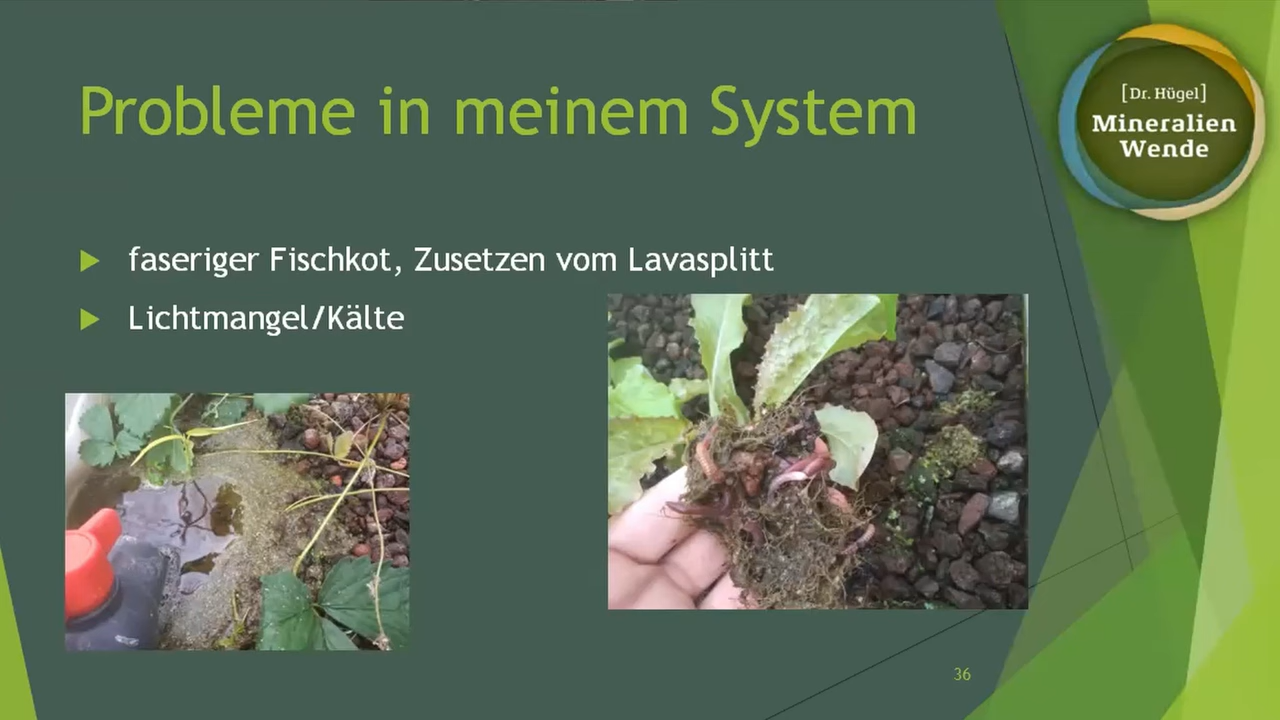 Probleme in meinem System
[Dr. Hügel]
Mineralien
Wende
faseriger Fischkot, Zusetzen vom Lavasplitt
Lichtmangel/Kälte
36